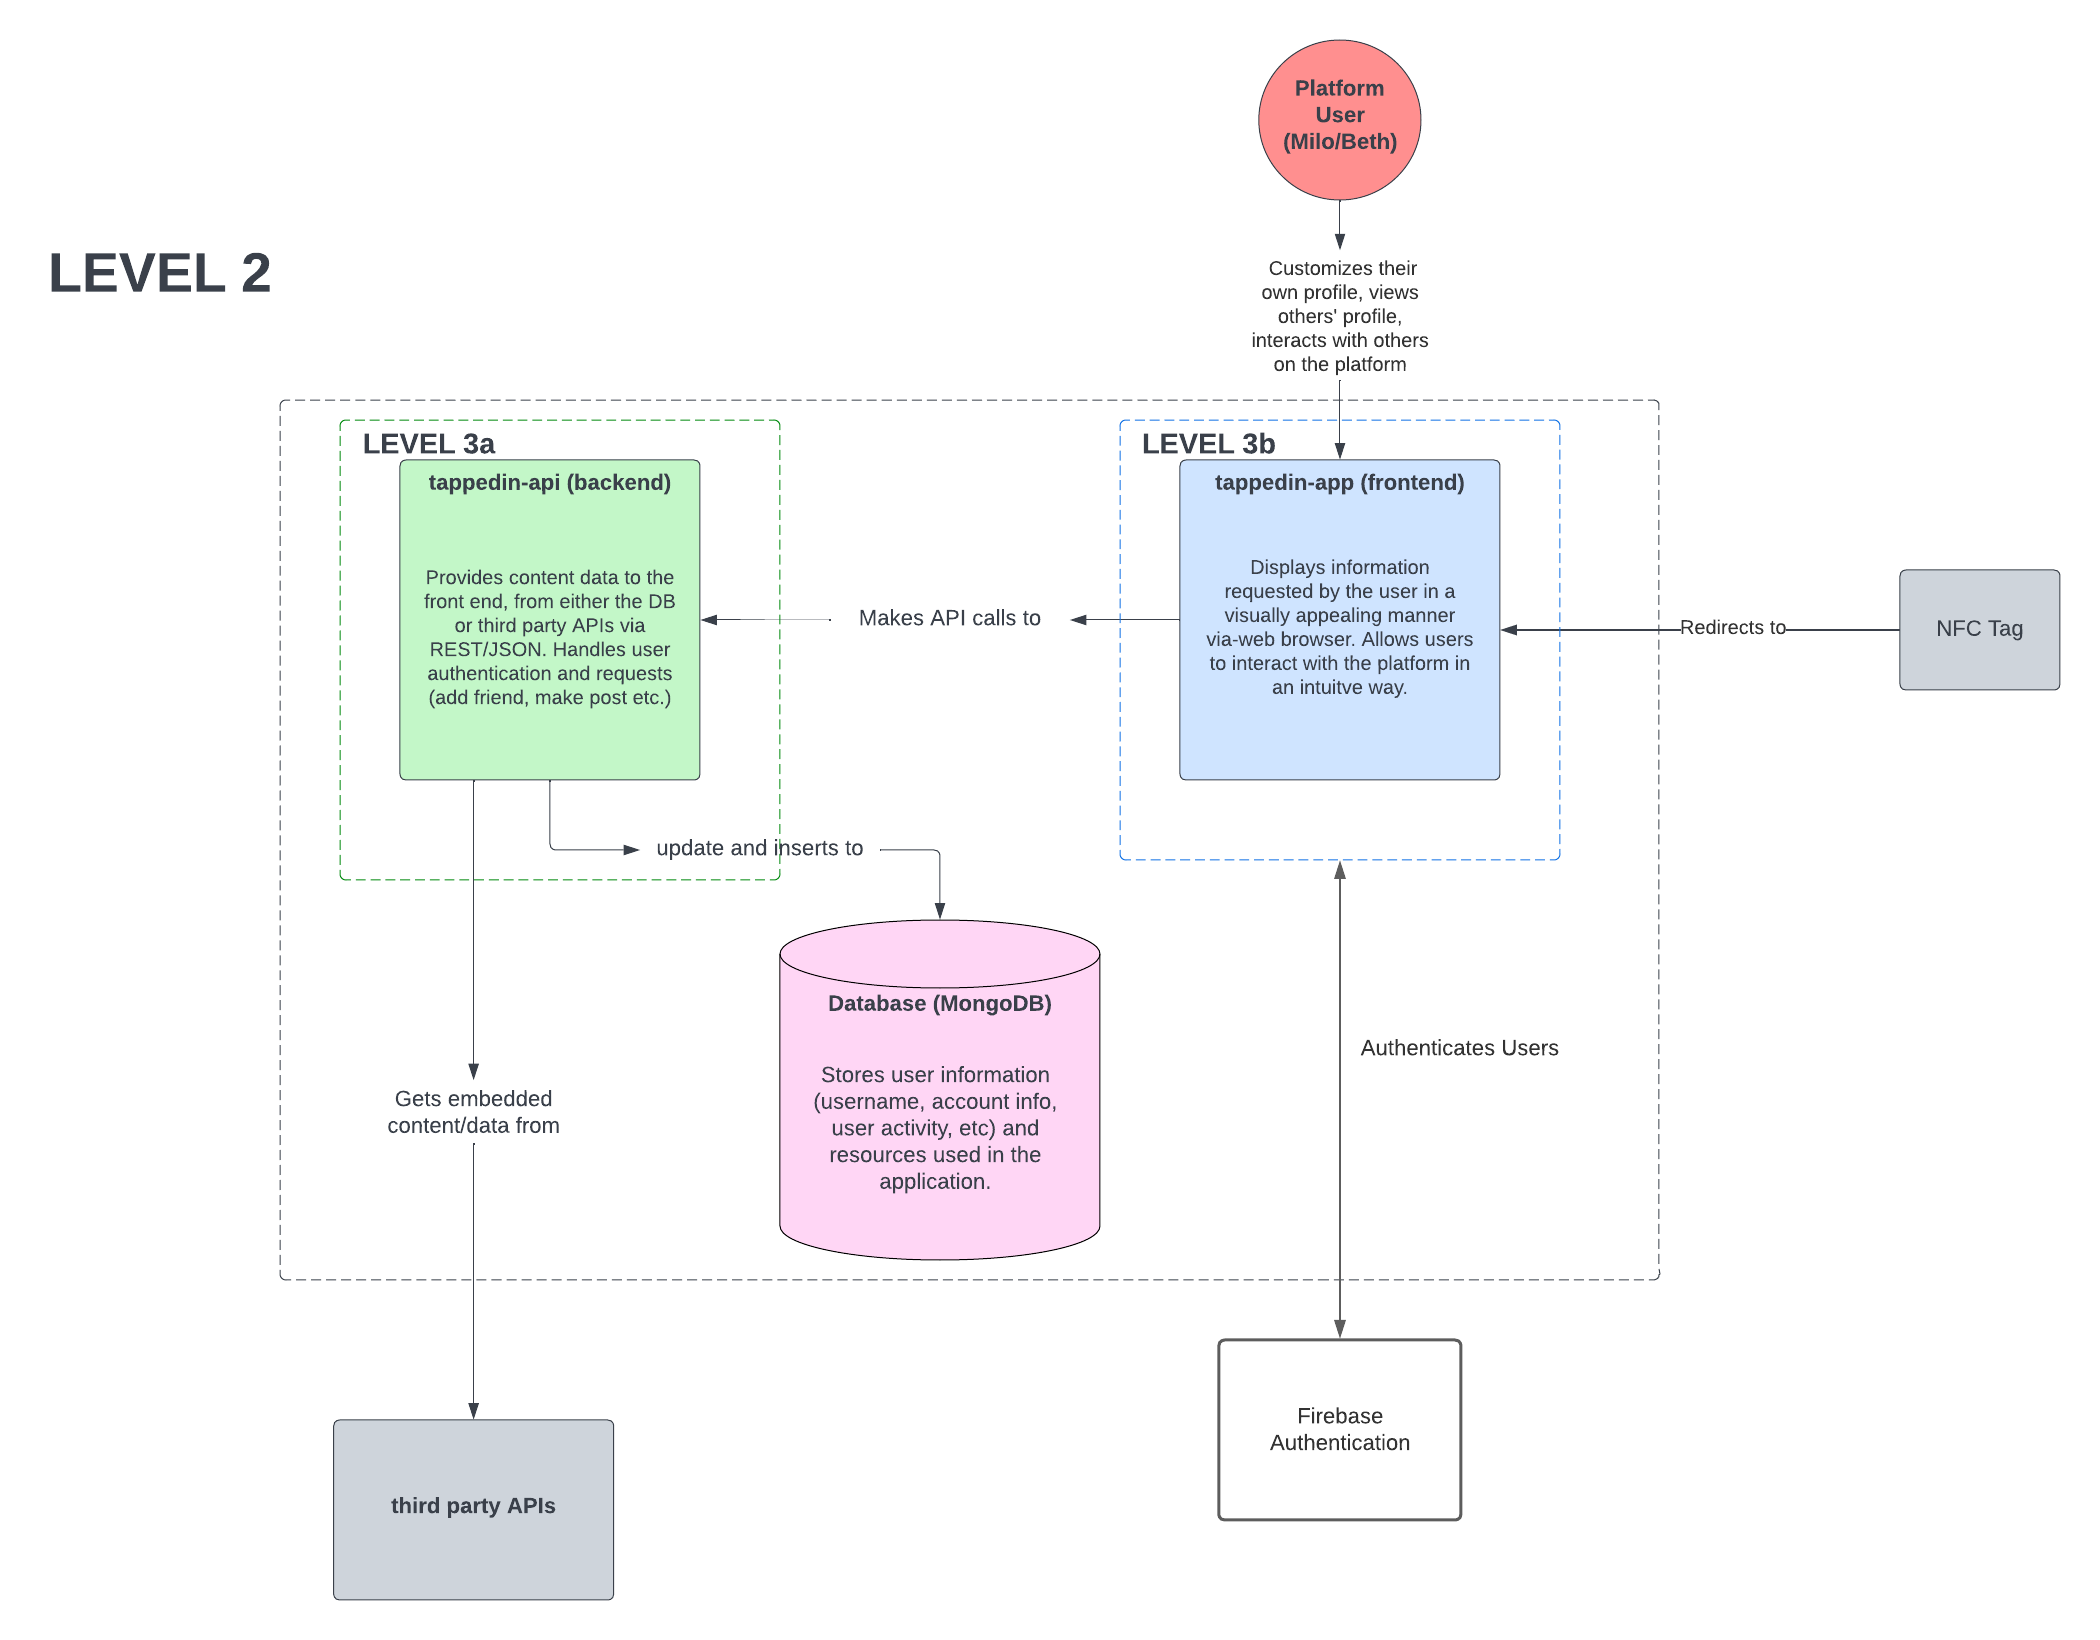 Platform
User
(Milo/Beth)
LEVEL 2
Customizes their
own profile, views
others' profile,
interacts with others
on the platform
LEVEL 3a
tappedin-api (backend)
Provides content data to the
front end, from either the DB
or third party APIs via
REST/JSON. Handles user
authentication and requests
(add friend, make post etc.)
Makes API calls to
LEVEL 3b
tappedin-app (frontend)
Displays information
requested by the user in a
visually appealing manner
via-web browser. Allows users
to interact with the platform in
an intuitve way.
Redirects to
NFC Tag
update and inserts to
Database (MongoDB)
Stores user information
(username, account info,
user activity, etc) and
resources used in the
application.
Authenticates Users
Gets embedded
content/data from
Firebase
Authentication
third party APIs